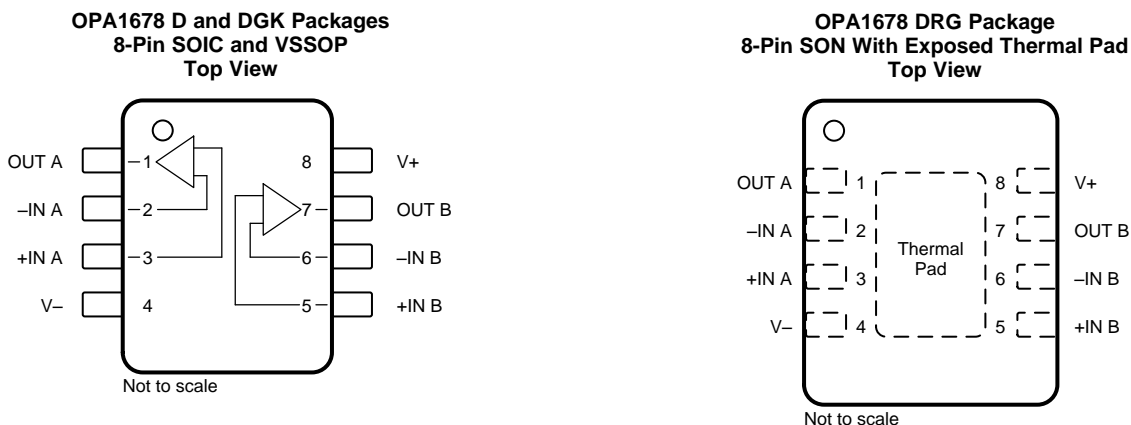 OPA1678 D and DGK Packages
8-Pin SOIC and VSSOP
Top View
OUT A
–IN A
+IN A
V–
1
2
3
4
8
7
6
5
V+
OUT B
–IN B
+IN B
Not to scale
OPA1678 DRG Package
8-Pin SON With Exposed Thermal Pad
Top View
OUT A
–IN A
+IN A
V–
1
2
3
4
Thermal
Pad
8
7
6
5
V+
OUT B
–IN B
+IN B
Not to scale